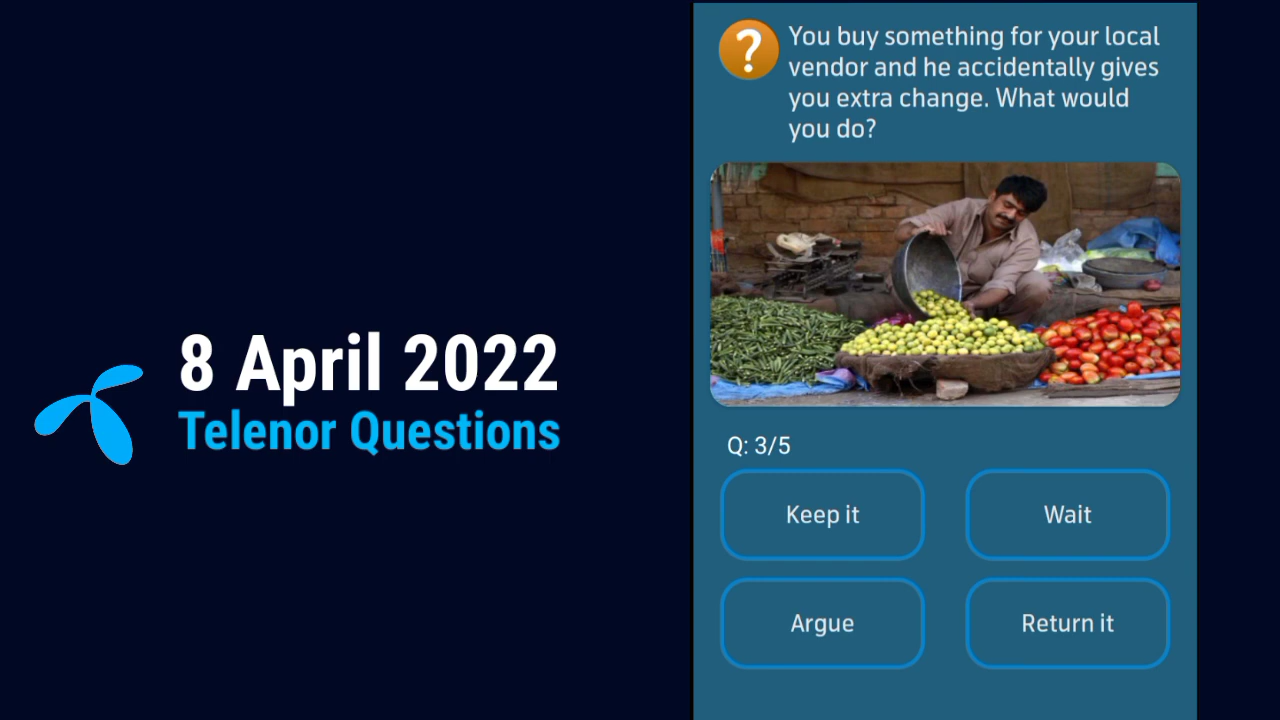 8 April 2022
Telenor Questions
?
You buy something for your local
vendor and he accidentally gives
you extra change. What would
you do?
Q: 3/5
Keep it
Wait
Argue
Return it